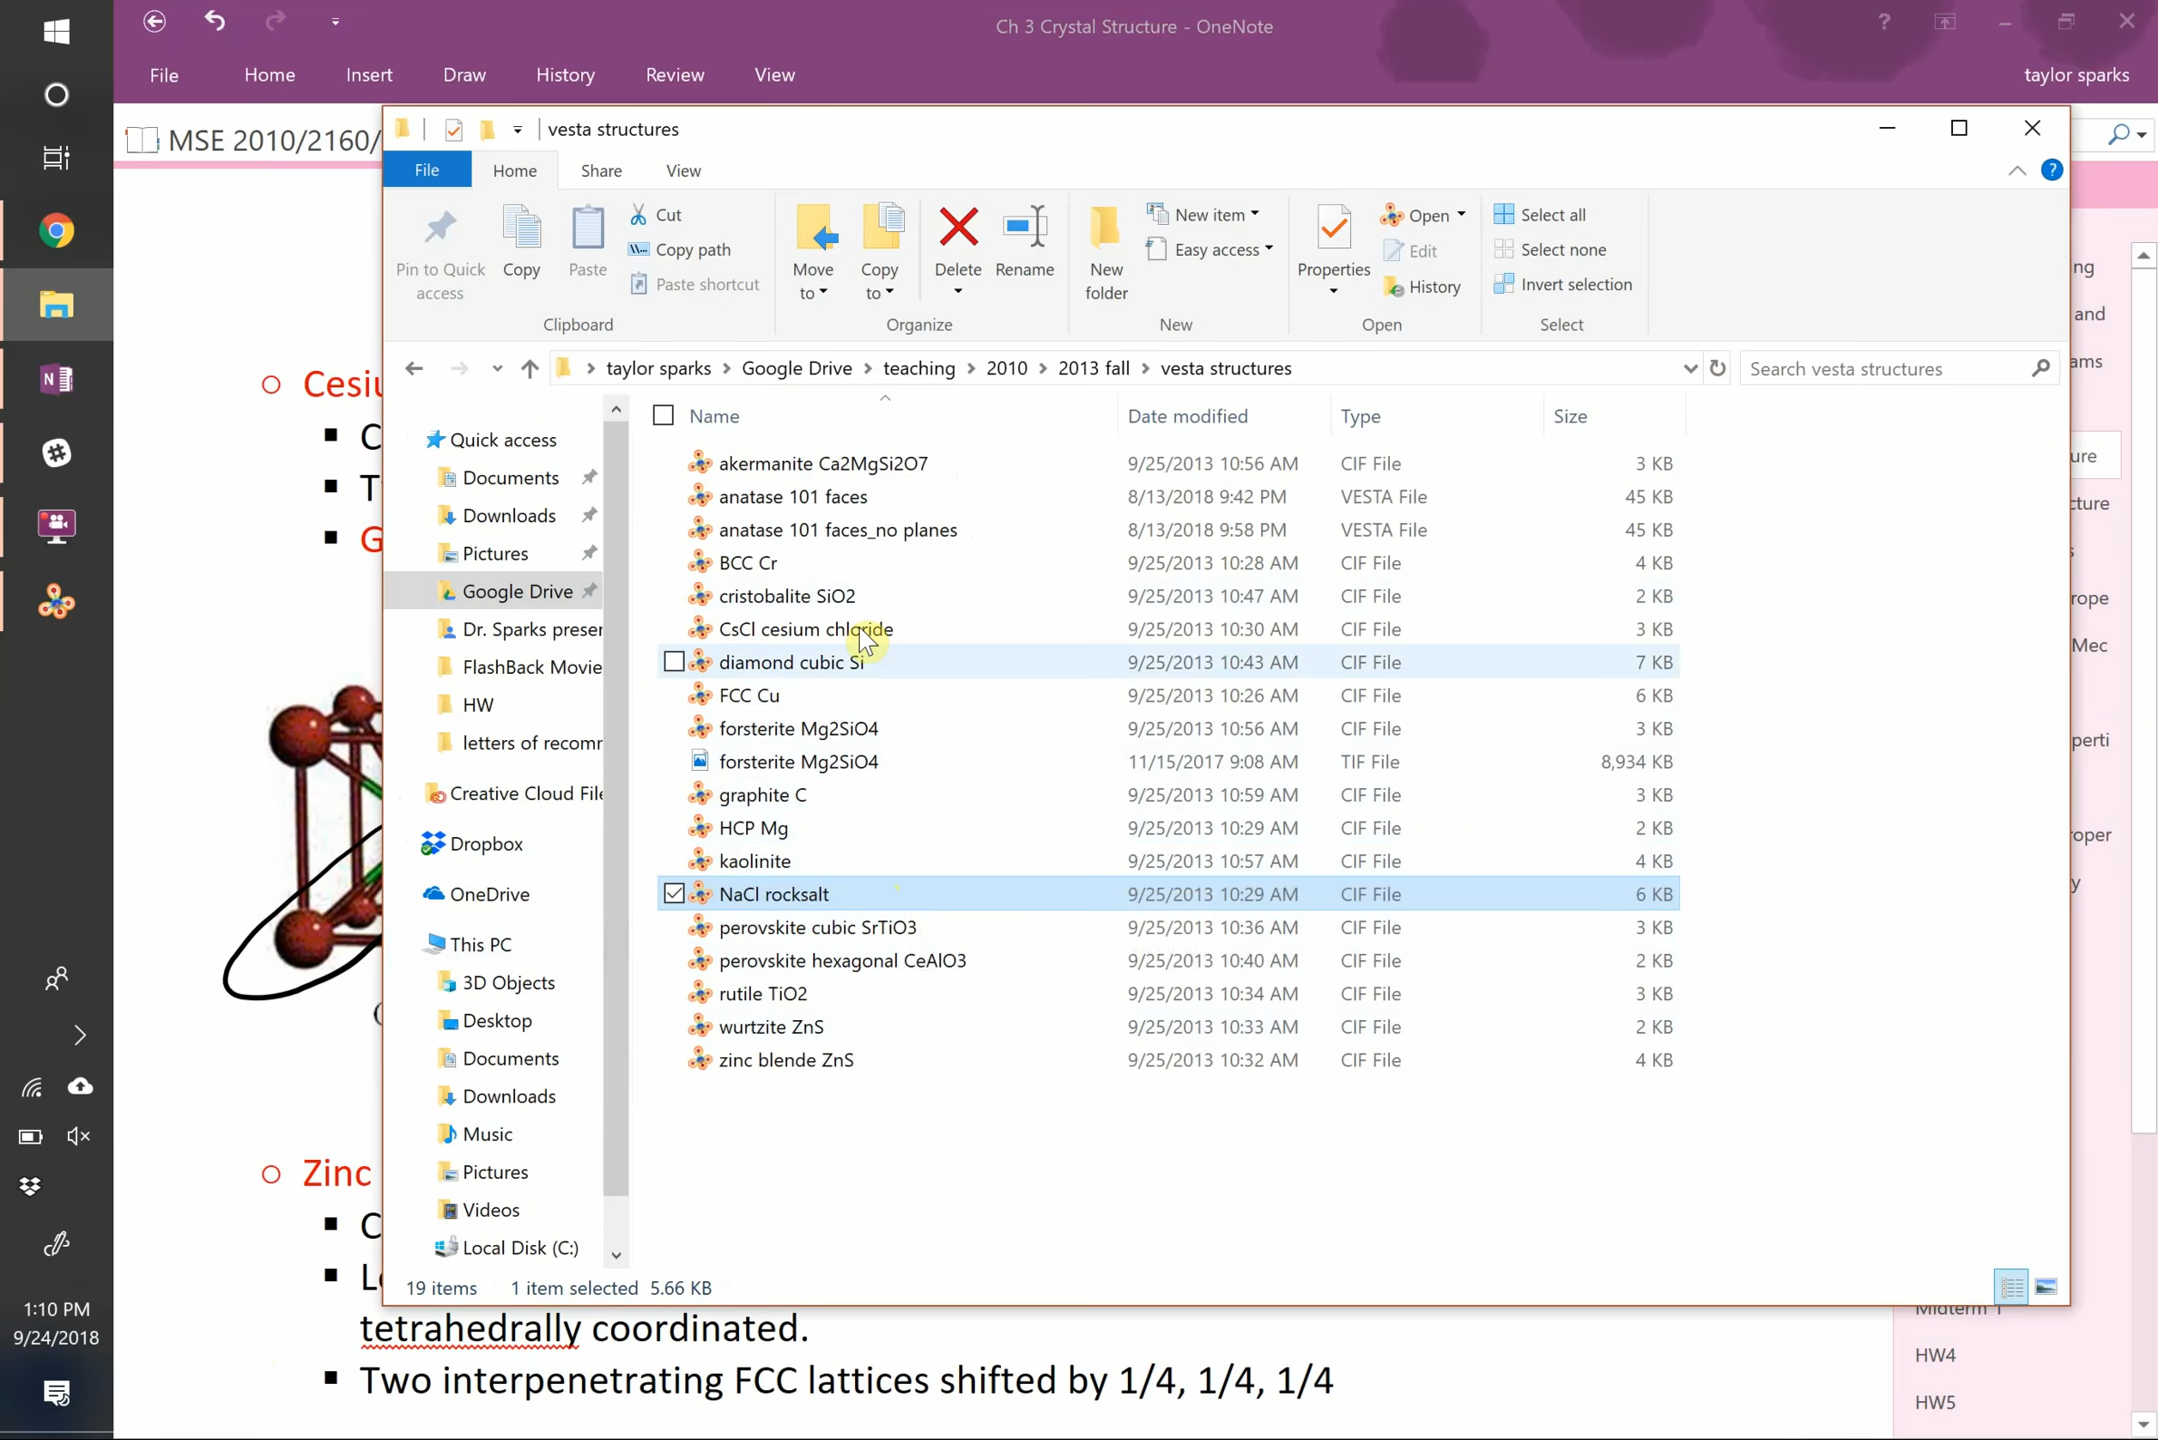 Ch 3 Crystal Structure - OneNote
File Home Insert Draw History Review View
taylor sparks
MSE 2010/2160/
vesta structures
File Home Share View
Pin to Quick access
Copy
Paste
Cut
Copy path
Paste shortcut
Clipboard
Move to
Copy to
Delete
Rename
Organize
New folder
New item
Easy access
New
Properties
Open
Edit
History
Open
Select all
Select none
Invert selection
Select
taylor sparks > Google Drive > teaching > 2010 > 2013 fall > vesta structures
Search vesta structures
Name Date modified Type Size
akermanite Ca2MgSi2O7 9/25/2013 10:56 AM CIF File 3 KB
anatase 101 faces 8/13/2018 9:42 PM VESTA File 45 KB
anatase 101 faces_no planes 8/13/2018 9:58 PM VESTA File 45 KB
BCC Cr 9/25/2013 10:28 AM CIF File 4 KB
cristobalite SiO2 9/25/2013 10:47 AM CIF File 2 KB
CsCl cesium chloride 9/25/2013 10:30 AM CIF File 3 KB
diamond cubic Si 9/25/2013 10:43 AM CIF File 7 KB
FCC Cu 9/25/2013 10:26 AM CIF File 6 KB
forsterite Mg2SiO4 9/25/2013 10:56 AM CIF File 3 KB
forsterite Mg2SiO4 11/15/2017 9:08 AM TIF File 8,934 KB
graphite C 9/25/2013 10:59 AM CIF File 3 KB
HCP Mg 9/25/2013 10:29 AM CIF File 2 KB
kaolinite 9/25/2013 10:57 AM CIF File 4 KB
NaCl rocksalt 9/25/2013 10:29 AM CIF File 6 KB
perovskite cubic SrTiO3 9/25/2013 10:36 AM CIF File 3 KB
perovskite hexagonal CeAlO3 9/25/2013 10:40 AM CIF File 2 KB
rutile TiO2 9/25/2013 10:34 AM CIF File 3 KB
wurtzite ZnS 9/25/2013 10:33 AM CIF File 2 KB
zinc blende ZnS 9/25/2013 10:32 AM CIF File 4 KB
Quick access
Documents
Downloads
Pictures
Google Drive
Dr. Sparks preser
FlashBack Movie
HW
letters of recomr
Creative Cloud File
Dropbox
OneDrive
This PC
3D Objects
Desktop
Documents
Downloads
Music
Pictures
Videos
Local Disk (C:)
19 items 1 item selected 5.66 KB
Cesiu
C
T
G
Zinc
C
L
tetrahedrally coordinated.
Two interpenetrating FCC lattices shifted by 1/4, 1/4, 1/4
ng
and
ams
ure
cture
s
rope
Mec
perti
oper
y
Midterm 1
HW4
HW5
1:10 PM
9/24/2018